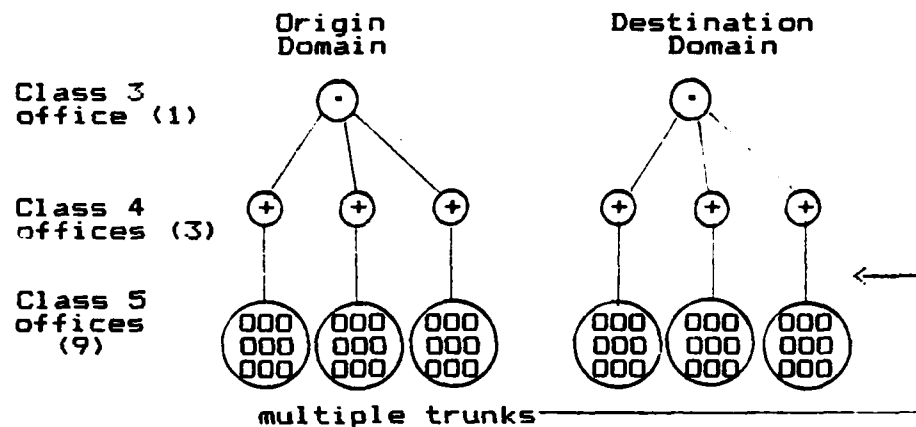 Origin Domain
Destination Domain
Class 3
office (1)
Class 4
offices (3)
Class 5
offices
(9)
multiple trunks